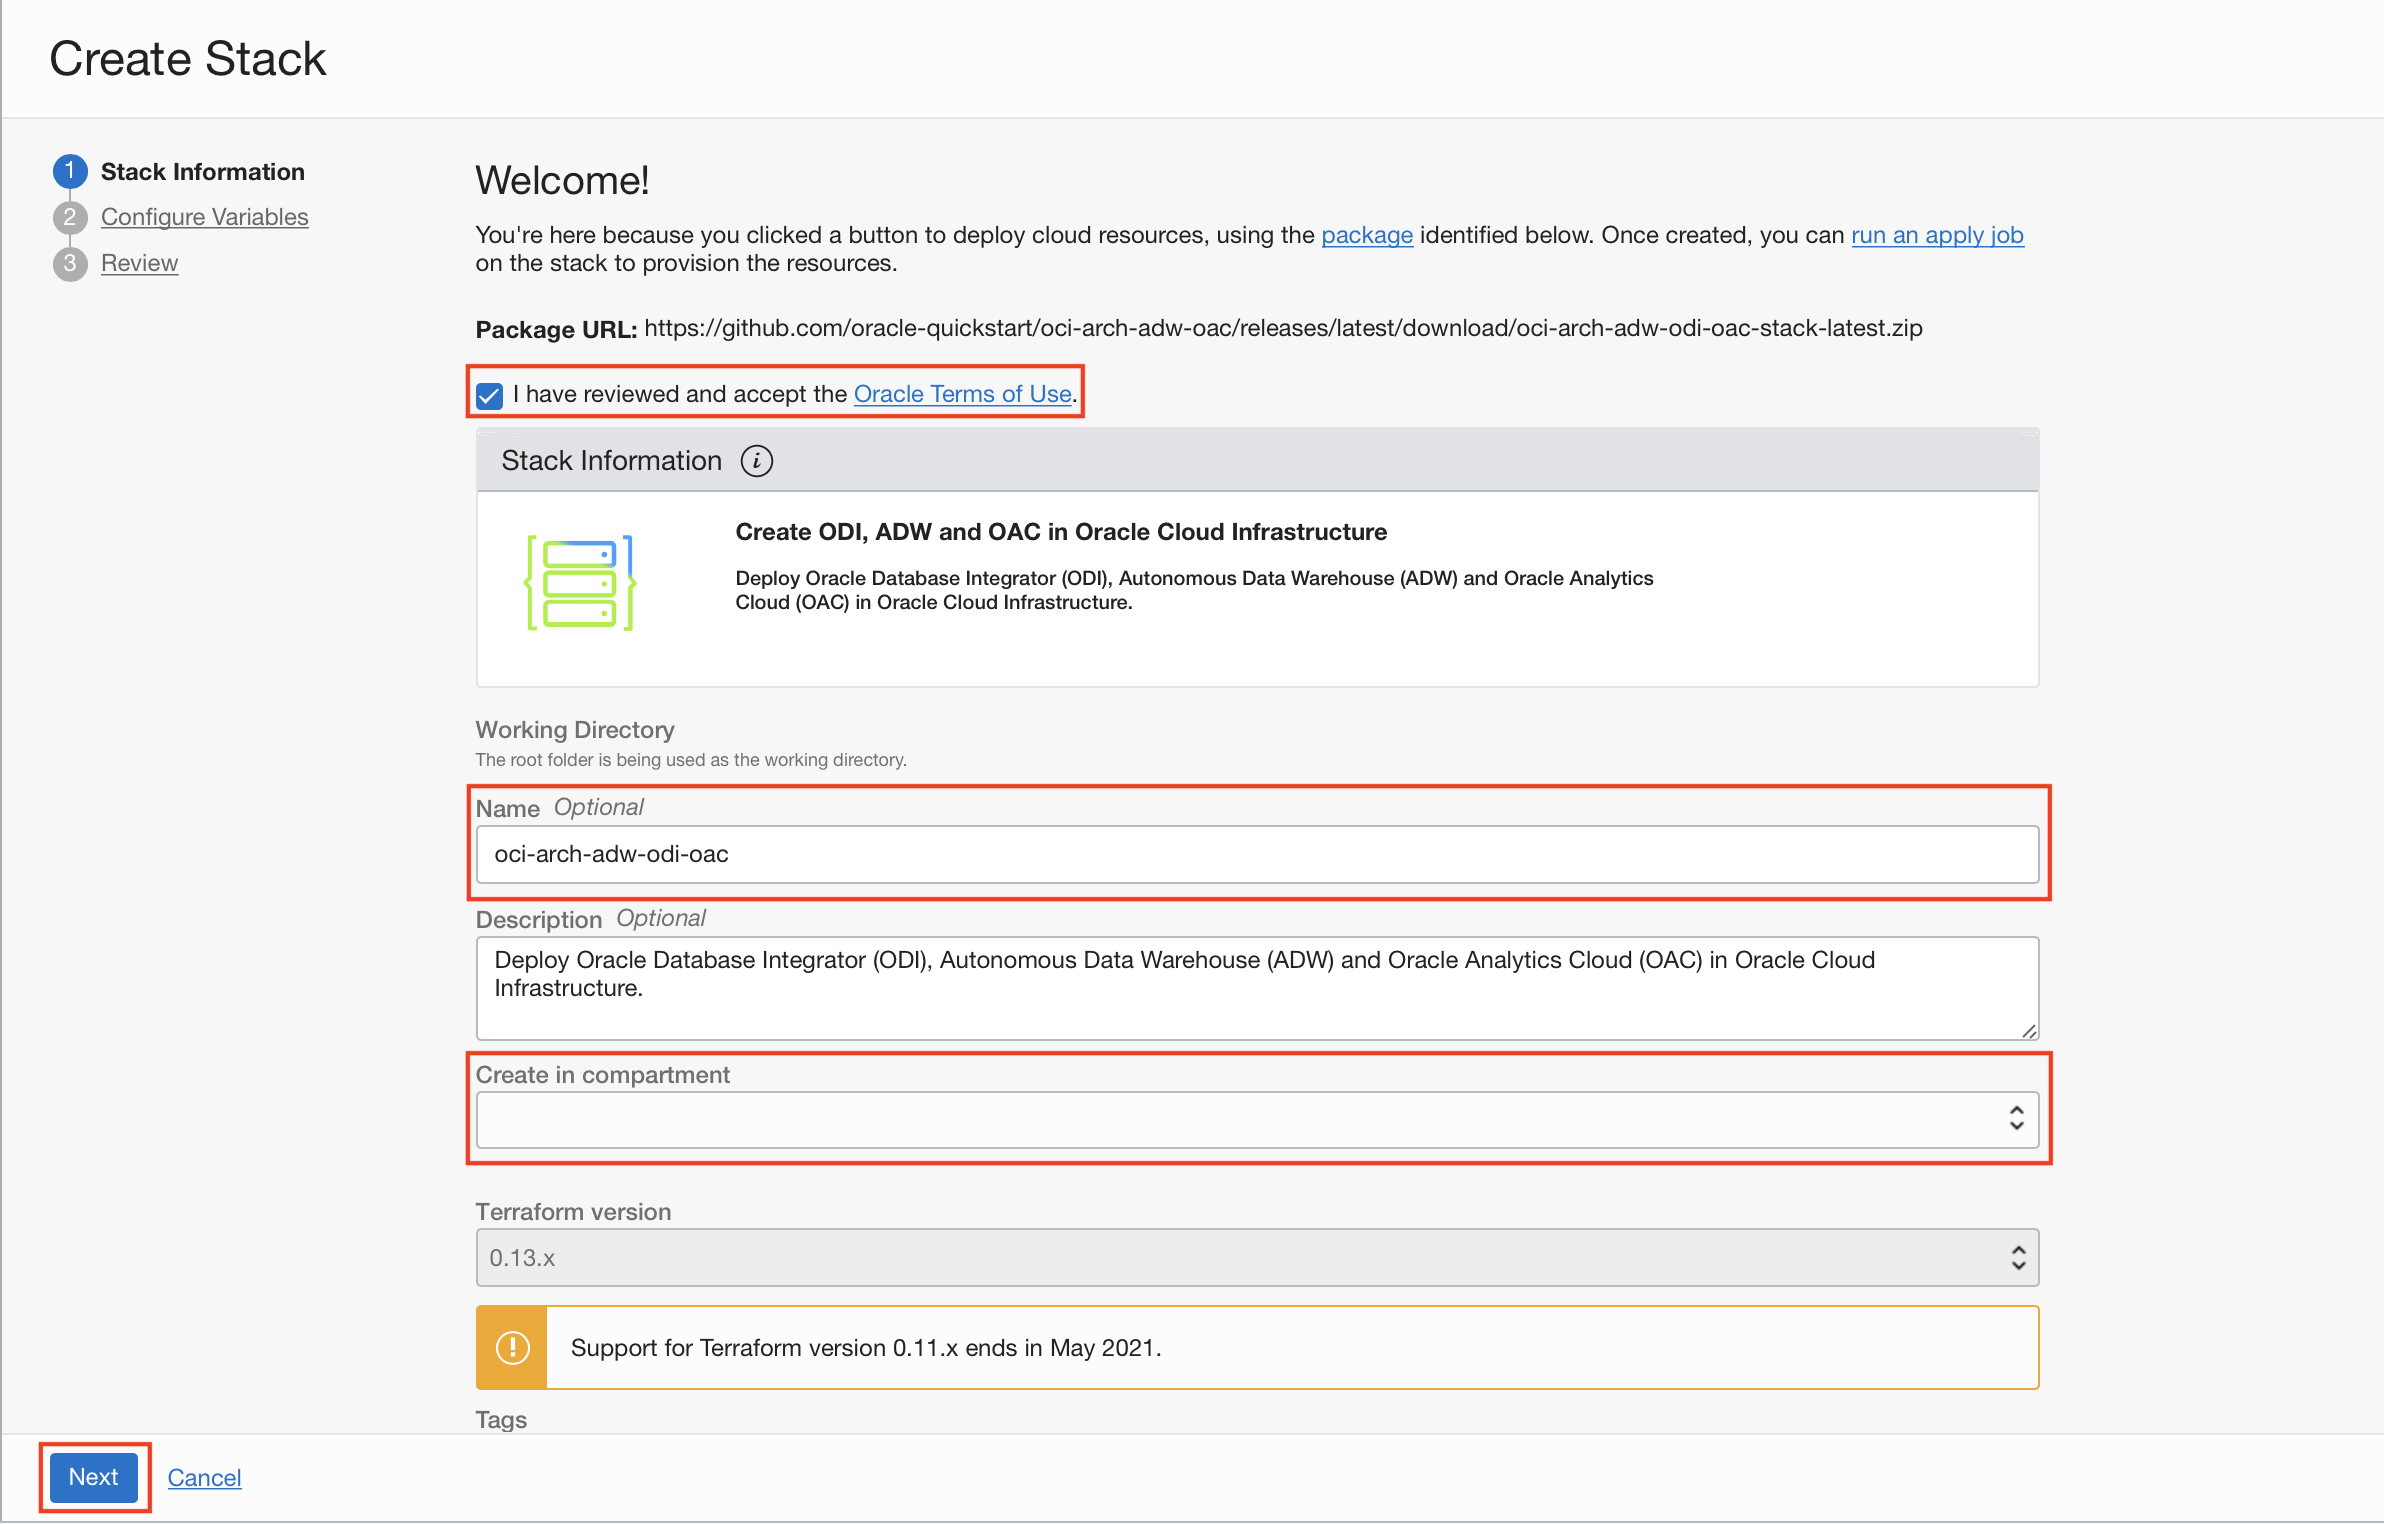 Create Stack
1 Stack Information
2 Configure Variables
3 Review
Welcome!
You're here because you clicked a button to deploy cloud resources, using the package identified below. Once created, you can run an apply job
on the stack to provision the resources.
Package URL: https://github.com/oracle-quickstart/oci-arch-adw-oac/releases/latest/download/oci-arch-adw-odi-oac-stack-latest.zip
I have reviewed and accept the Oracle Terms of Use.
Stack Information i
Create ODI, ADW and OAC in Oracle Cloud Infrastructure
Deploy Oracle Database Integrator (ODI), Autonomous Data Warehouse (ADW) and Oracle Analytics
Cloud (OAC) in Oracle Cloud Infrastructure.
Working Directory
The root folder is being used as the working directory.
Name Optional
oci-arch-adw-odi-oac
Description Optional
Deploy Oracle Database Integrator (ODI), Autonomous Data Warehouse (ADW) and Oracle Analytics Cloud (OAC) in Oracle Cloud
Infrastructure.
Create in compartment
Terraform version
0.13.x
Support for Terraform version 0.11.x ends in May 2021.
Tags
Next Cancel